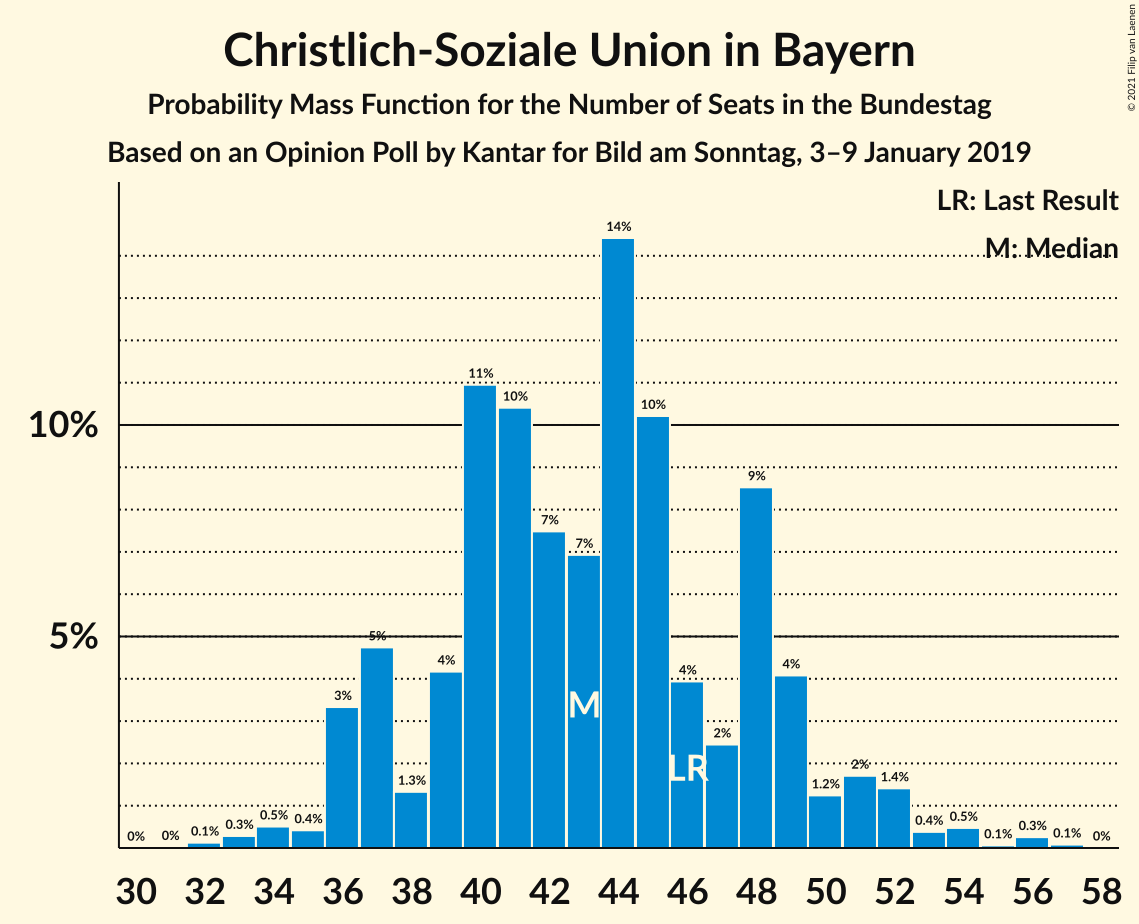 Christlich-Soziale Union in Bayern
Probability Mass Function for the Number of Seats in the Bundestag
Based on an Opinion Poll by Kantar for Bild am Sonntag, 3–9 January 2019
© 2021 Filip van Laenen
LR: Last Result
M: Median
10%
5%
0% 0% 0.1% 0.3% 0.5% 0.4% 3% 5% 1.3% 4% 11% 10% 7% 7% 14% 10% 4% 2% 9% 4% 1.2% 2% 1.4% 0.4% 0.5% 0.1% 0.3% 0.1% 0%
M
LR
30 32 34 36 38 40 42 44 46 48 50 52 54 56 58